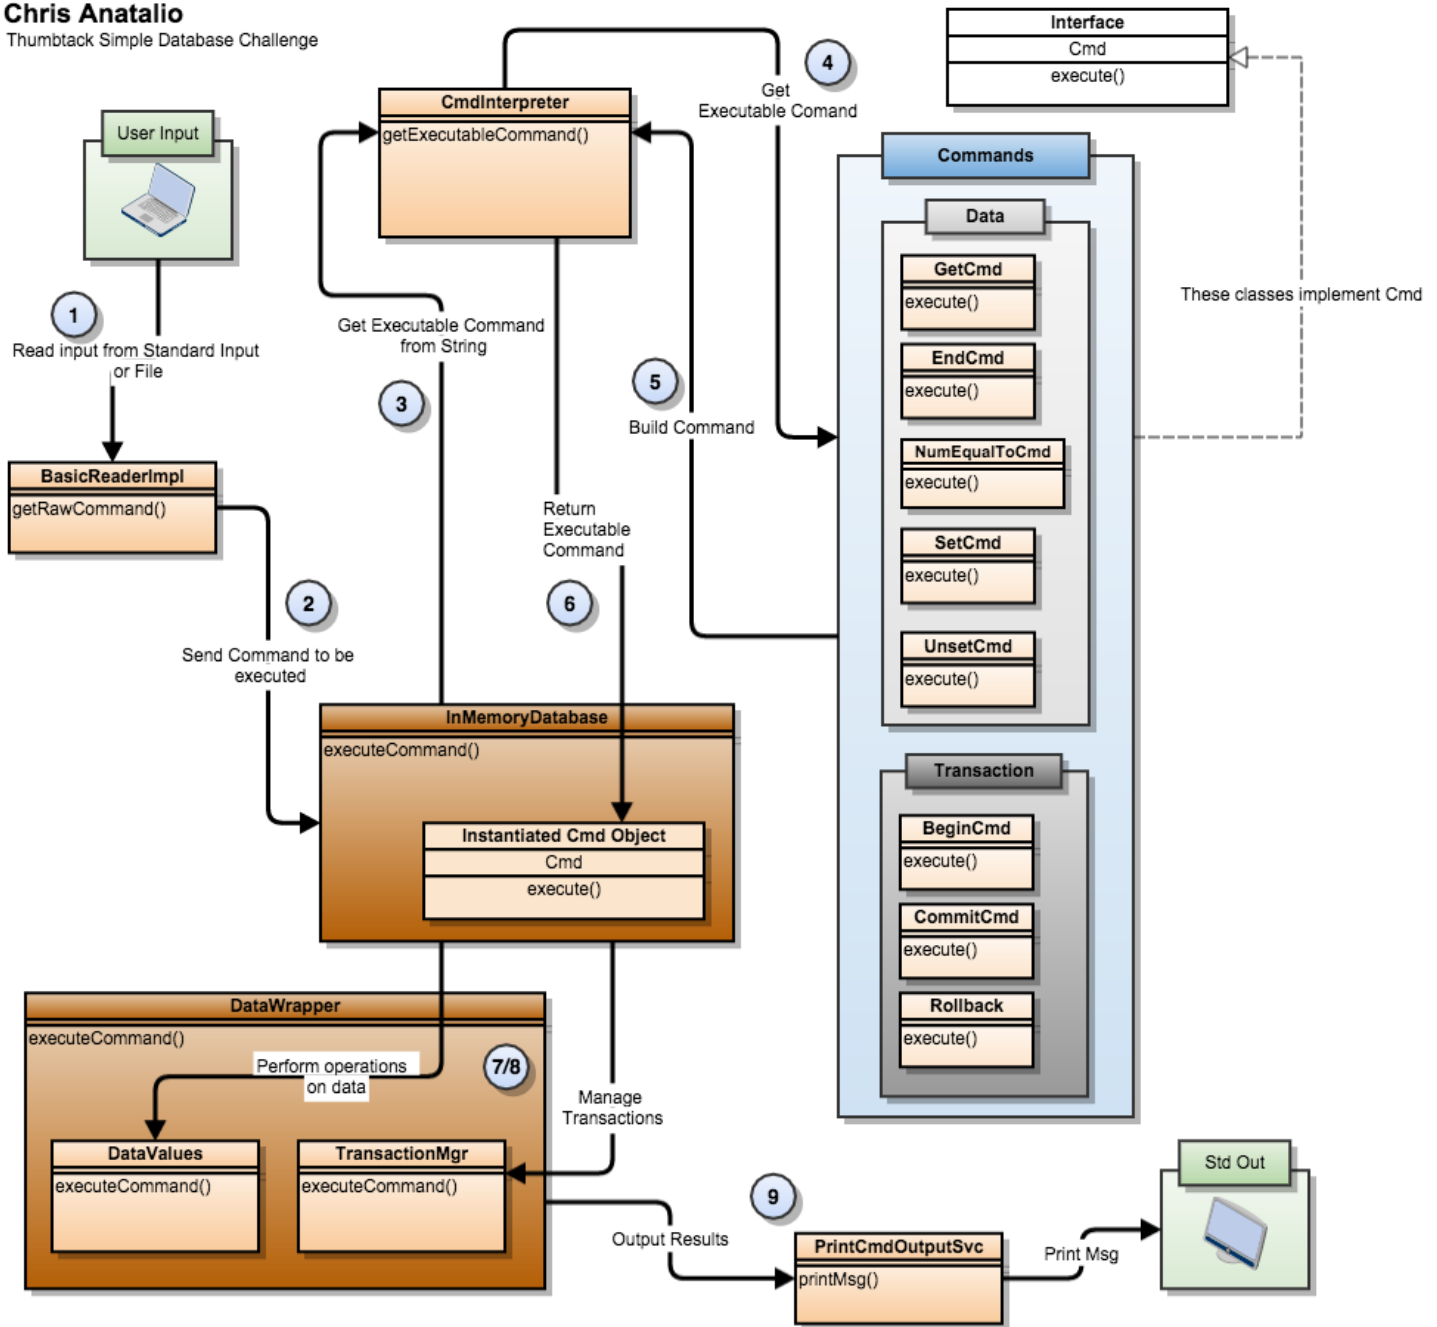 Chris Anatalio
Thumbtack Simple Database Challenge
User Input
1
Read input from Standard Input
or File
BasicReaderImpl
getRawCommand()
2
Send Command to be
executed
CmdInterpreter
getExecutableCommand()
Get Executable Command
from String
3
4
Get
Executable Comand
5
Build Command
Return
Executable
Command
6
Interface
Cmd
execute()
These classes implement Cmd
Commands
Data
GetCmd
execute()
EndCmd
execute()
NumEqualToCmd
execute()
SetCmd
execute()
UnsetCmd
execute()
Transaction
BeginCmd
execute()
CommitCmd
execute()
Rollback
execute()
InMemoryDatabase
executeCommand()
Instantiated Cmd Object
Cmd
execute()
DataWrapper
executeCommand()
Perform operations
on data
7/8
Manage
Transactions
DataValues
executeCommand()
TransactionMgr
executeCommand()
Output Results
9
PrintCmdOutputSvc
printMsg()
Print Msg
Std Out